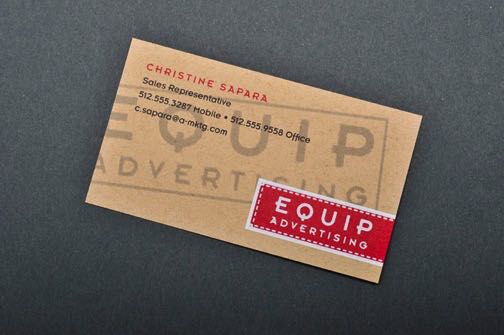 CHRISTINE SAPARA
Sales Representative
512.555.3287 Mobile • 512.555.9558 Office
c.sapara@a-mktg.com
EQUIP
ADVERTISING
EQUIP
ADVERTISING